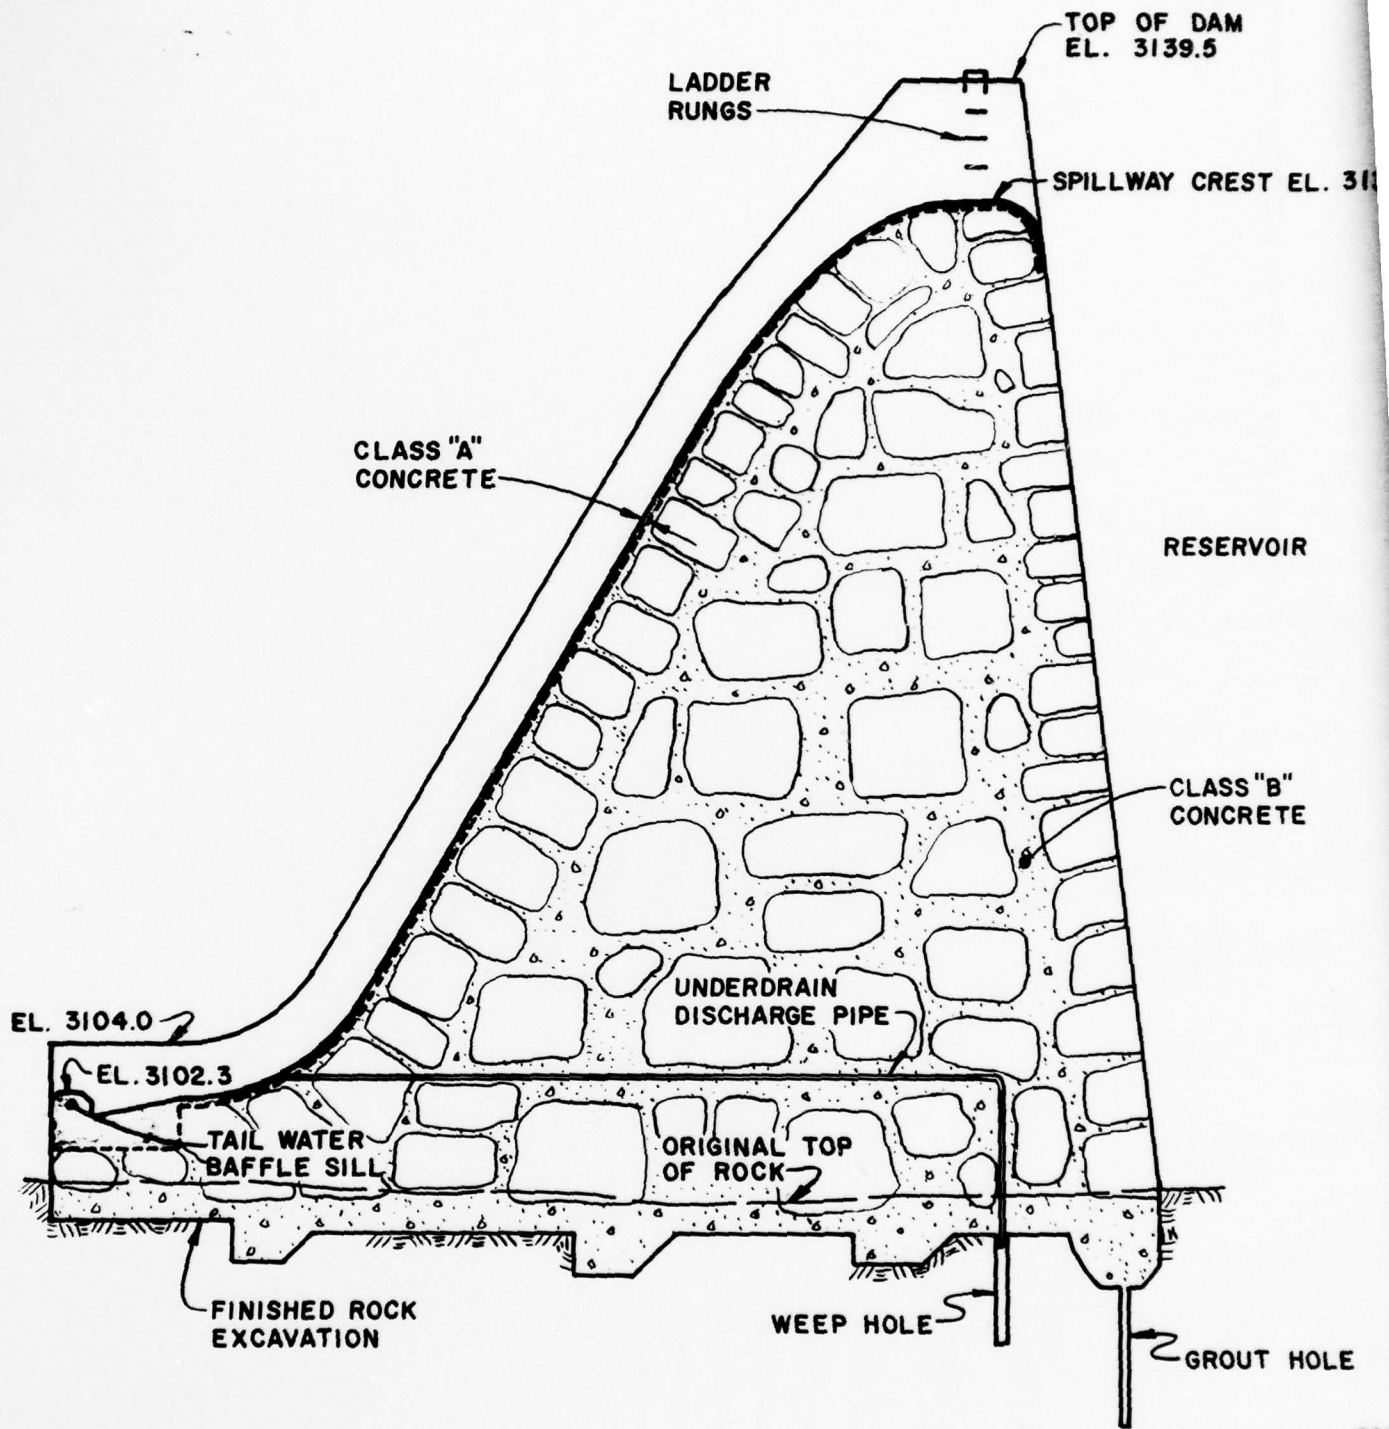 TOP OF DAM
EL. 3139.5
LADDER
RUNGS
SPILLWAY CREST EL.
CLASS "A"
CONCRETE
RESERVOIR
CLASS "B"
CONCRETE
UNDERDRAIN
DISCHARGE PIPE
EL. 3104.0
EL. 3102.3
TAIL WATER
BAFFLE SILL
ORIGINAL TOP
OF ROCK
FINISHED ROCK
EXCAVATION
WEEP HOLE
GROUT HOLE